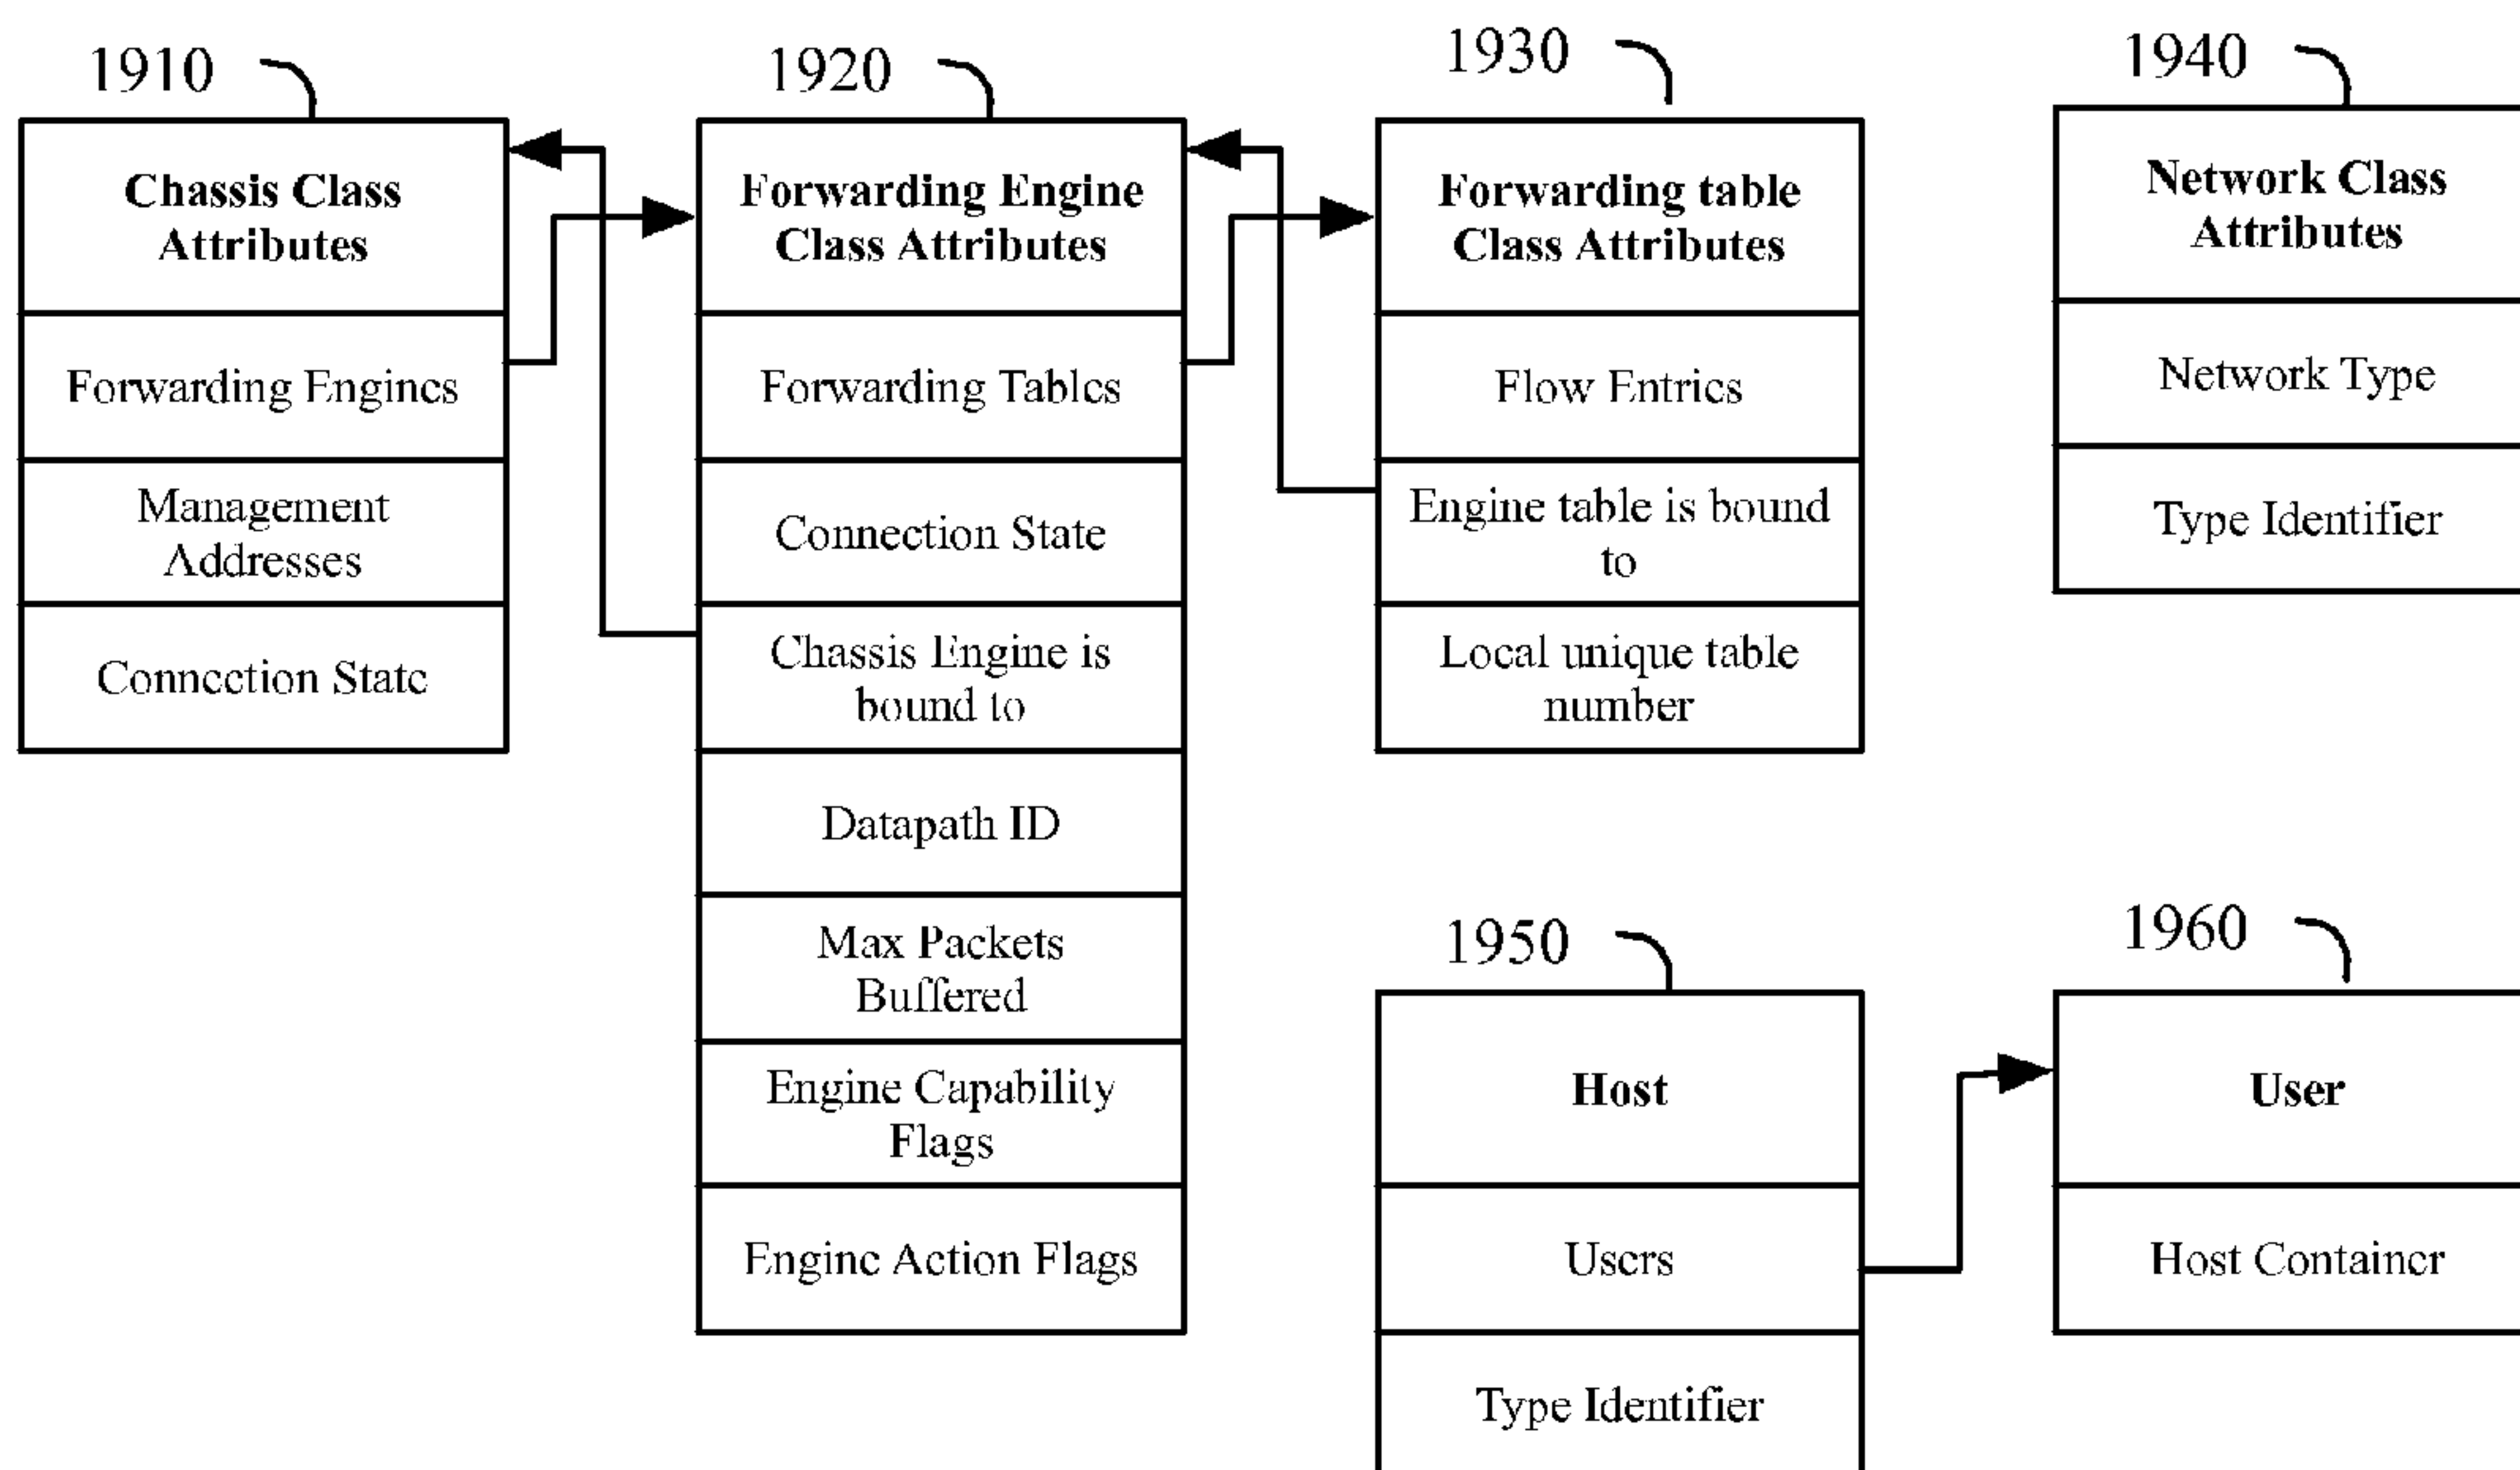 1910
Chassis Class
Attributes
Forwarding Engines
Management
Addresses
Connection State
1920
Forwarding Engine
Class Attributes
Forwarding Tables
Connection State
Chassis Engine is
bound to
Datapath ID
Max Packets
Buffered
Engine Capability
Flags
Engine Action Flags
1930
Forwarding table
Class Attributes
Flow Entries
Engine table is bound
to
Local unique table
number
1940
Network Class
Attributes
Network Type
Type Identifier
1950
Host
Users
Type Identifier
1960
User
Host Container